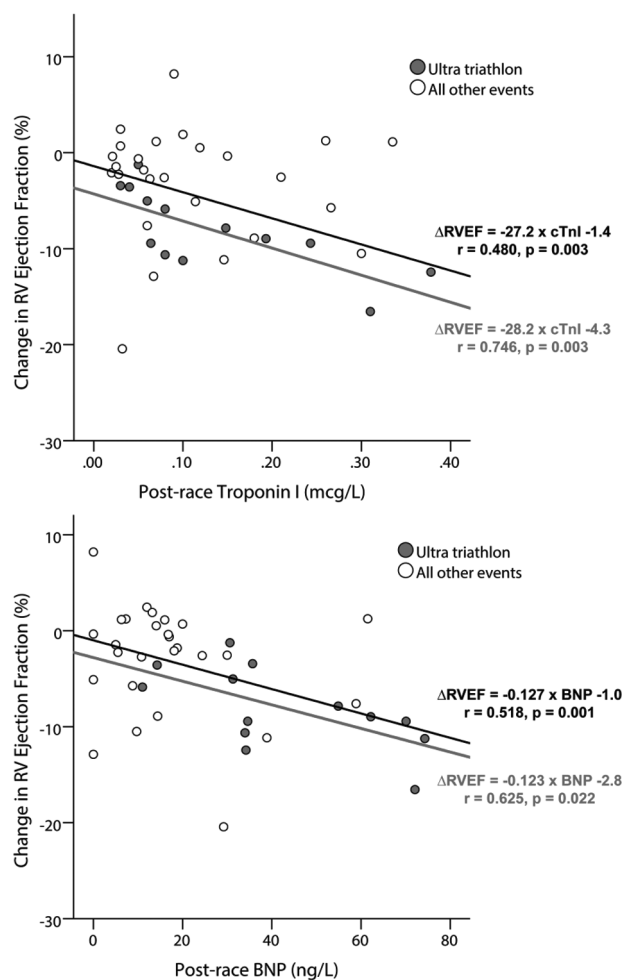 10
0
-10
-20
-30
Change in RV Ejection Fraction (%)
Ultra triathlon
All other events
ΔRVEF = -27.2 x cTnI -1.4
r = 0.480, p = 0.003
ΔRVEF = -28.2 x cTnI -4.3
r = 0.746, p = 0.003
.00 .10 .20 .30 .40
Post-race Troponin I (mcg/L)
10
0
-10
-20
-30
Change in RV Ejection Fraction (%)
Ultra triathlon
All other events
ΔRVEF = -0.127 x BNP -1.0
r = 0.518, p = 0.001
ΔRVEF = -0.123 x BNP -2.8
r = 0.625, p = 0.022
0 20 40 60 80
Post-race BNP (ng/L)